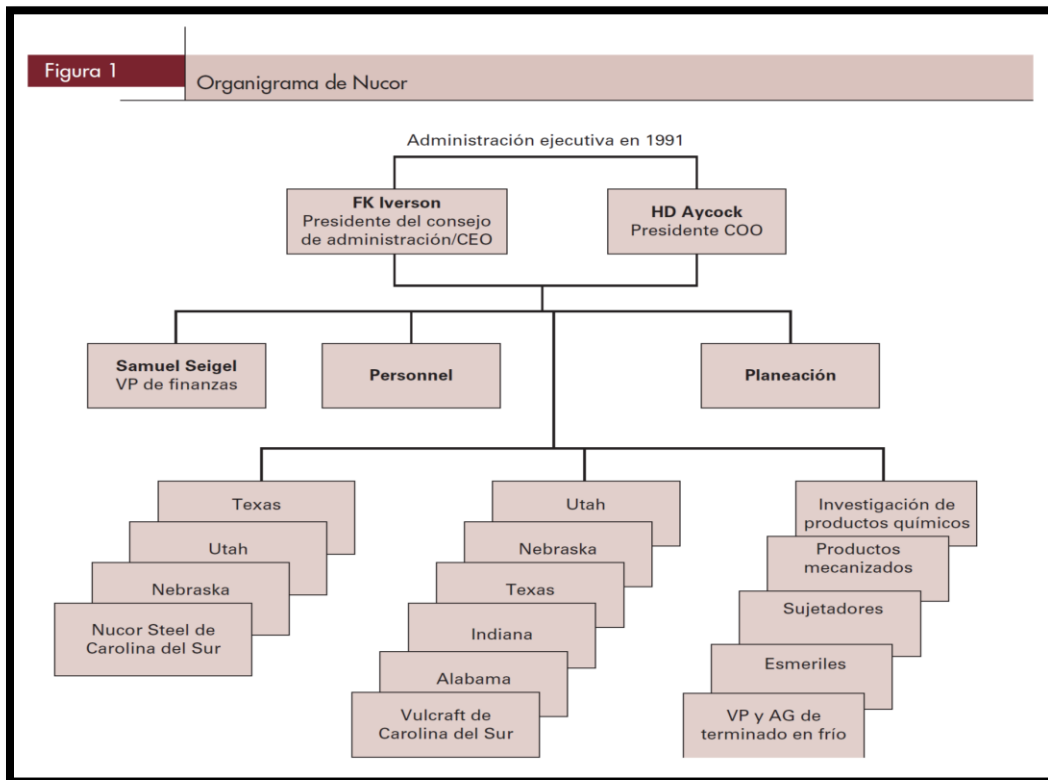 Figura 1
Organigrama de Nucor
Administración ejecutiva en 1991
FK Iverson
Presidente del consejo
de administración/CEO
HD Aycock
Presidente COO
Samuel Seigel
VP de finanzas
Personnel
Planeación
Texas
Utah
Nebraska
Nucor Steel de
Carolina del Sur
Utah
Nebraska
Texas
Indiana
Alabama
Vulcraft de
Carolina del Sur
Investigación de
productos químicos
Productos
mecanizados
Sujetadores
Esmeriles
VP y AG de
terminado en frío